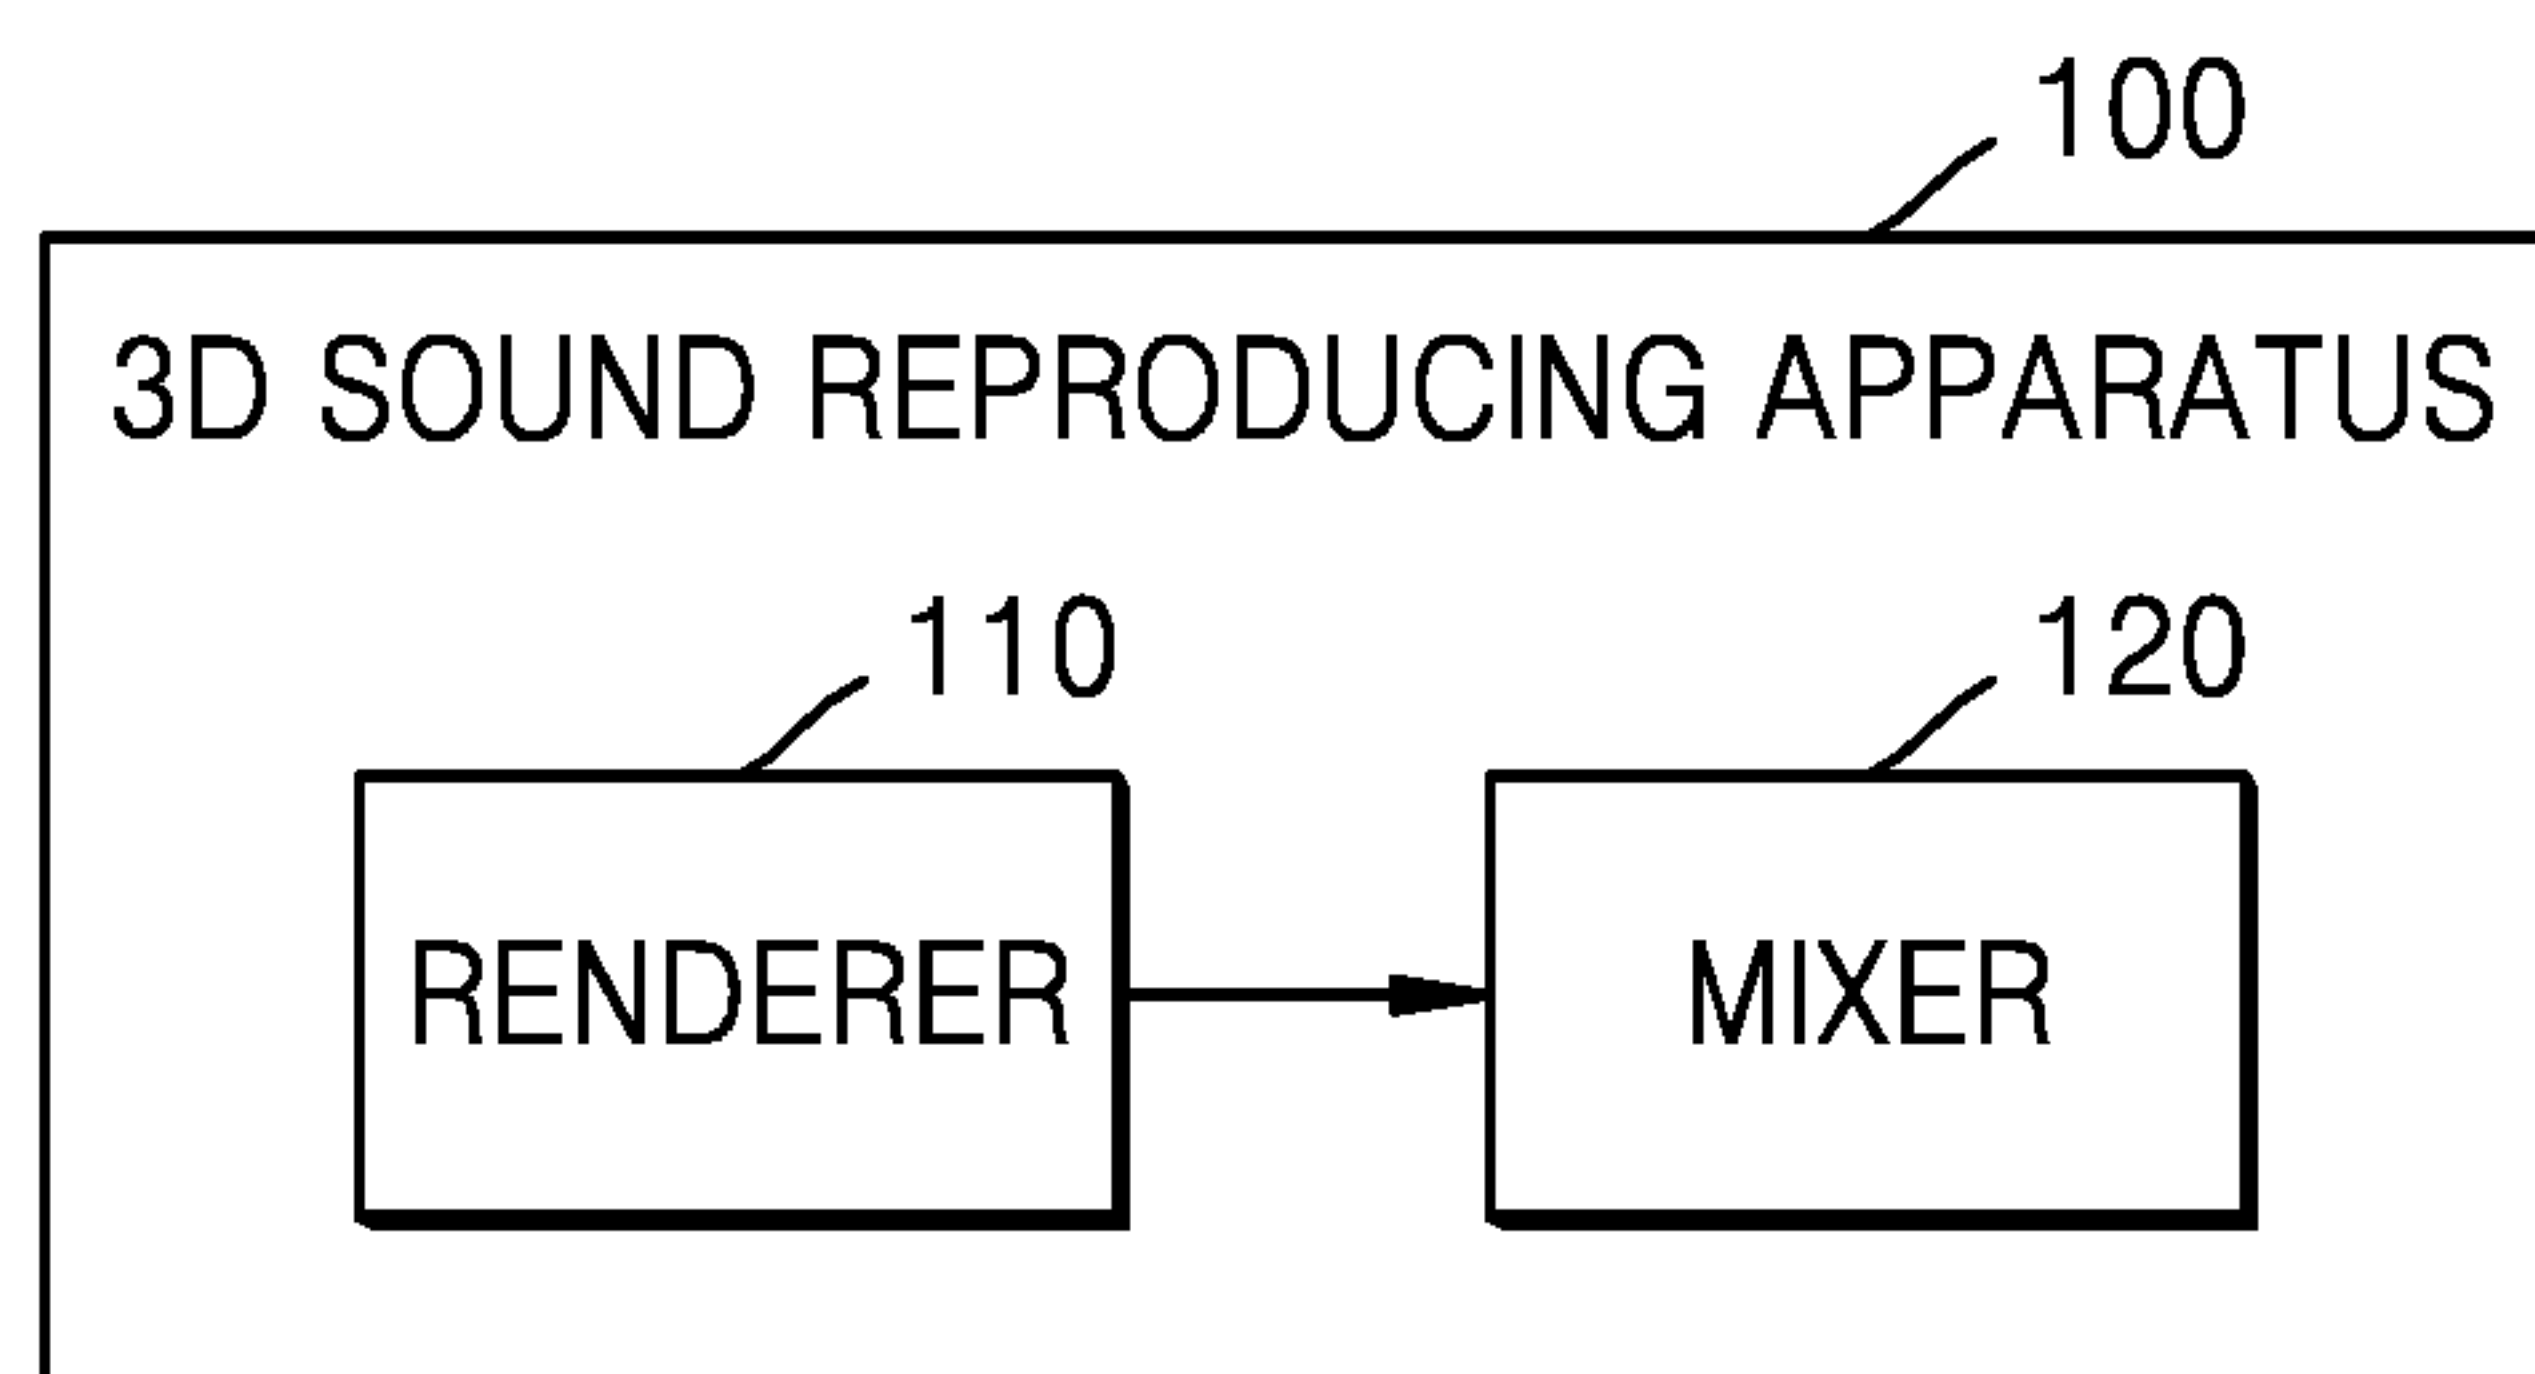 100
3D SOUND REPRODUCING APPARATUS
110
120
RENDERER
MIXER